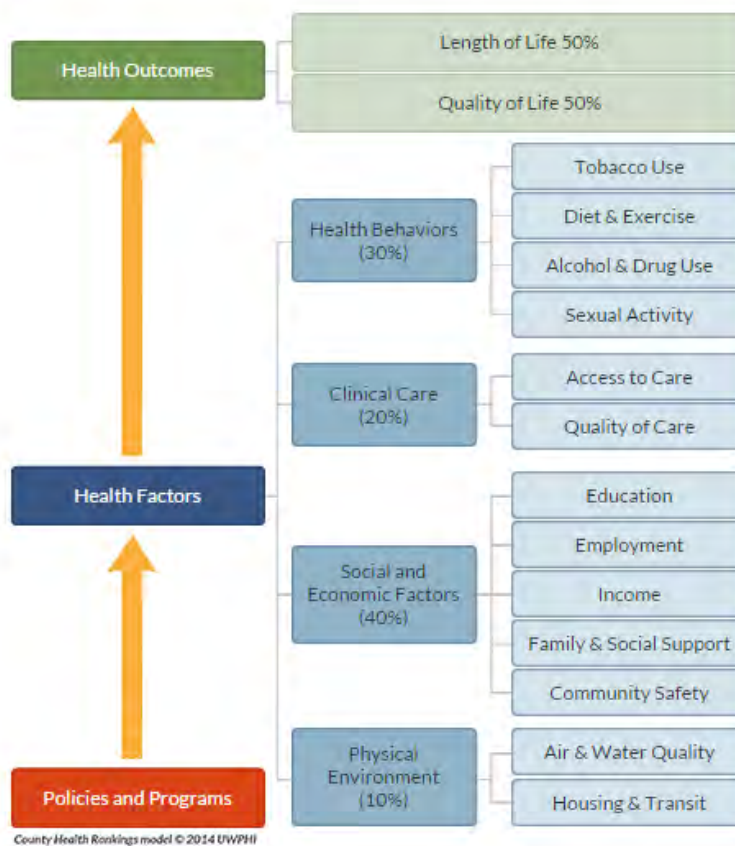 Health Outcomes
Length of Life 50%
Quality of Life 50%
Health Behaviors
(30%)
Tobacco Use
Diet & Exercise
Alcohol & Drug Use
Sexual Activity
Clinical Care
(20%)
Access to Care
Quality of Care
Health Factors
Social and
Economic Factors
(40%)
Education
Employment
Income
Family & Social Support
Community Safety
Physical
Environment
(10%)
Air & Water Quality
Housing & Transit
Policies and Programs
County Health Rankings model © 2014 UWPHI